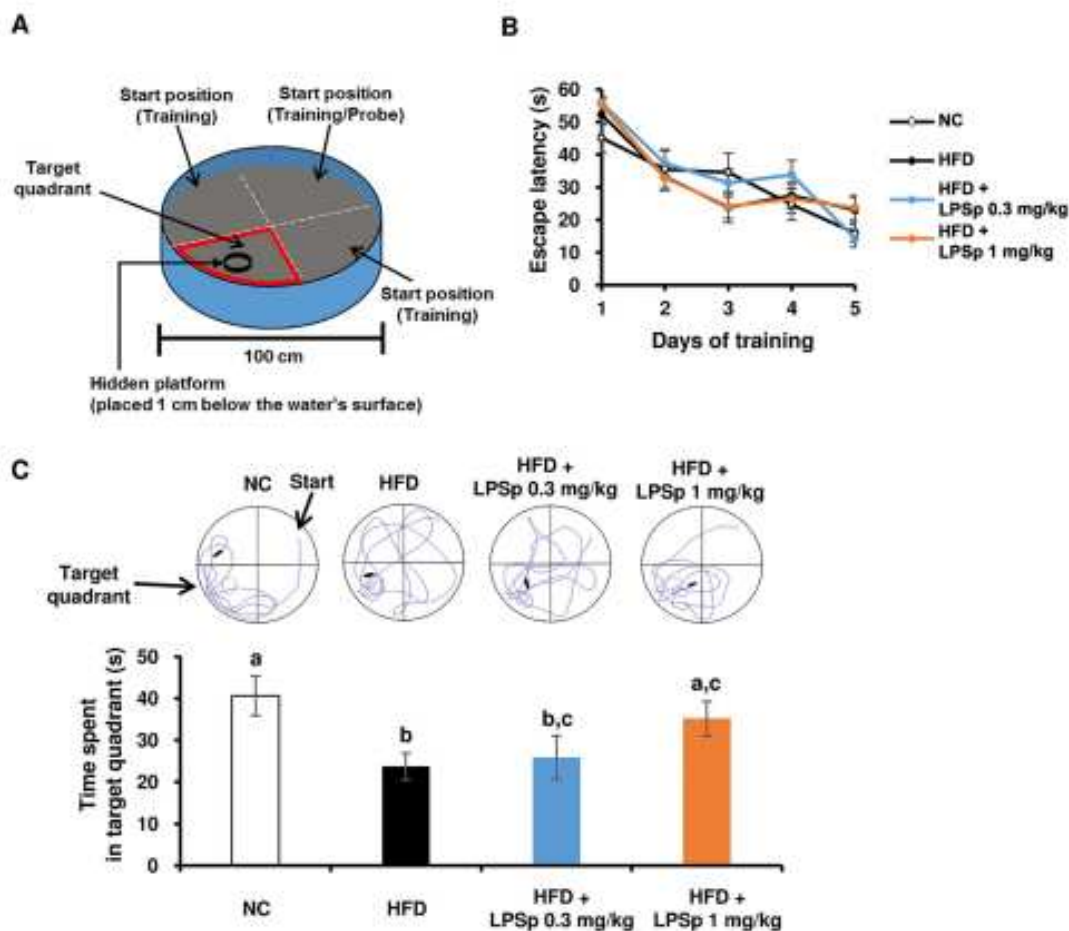 A
Start position
(Training)
Start position
(Training/Probe)
Target
quadrant
Start position
(Training)
100 cm
Hidden platform
(placed 1 cm below the water's surface)
B
Escape latency (s)
60
50
40
30
20
10
0
1 2 3 4 5
Days of training
NC
HFD
HFD +
LPSp 0.3 mg/kg
HFD +
LPSp 1 mg/kg
C
NC
Start
HFD
HFD +
LPSp 0.3 mg/kg
HFD +
LPSp 1 mg/kg
Target
quadrant
Time spent
in target quadrant (s)
50
40
30
20
10
0
a
b
b,c
a,c
NC
HFD
HFD +
LPSp 0.3 mg/kg
HFD +
LPSp 1 mg/kg